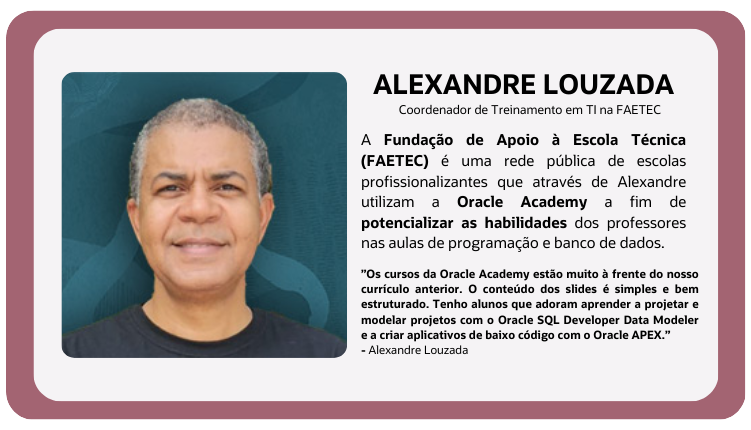 ALEXANDRE LOUZADA
Coordenador de Treinamento em TI na FAETEC
A Fundação de Apoio à Escola Técnica
(FAETEC) é uma rede pública de escolas
profissionalizantes que através de Alexandre
utilizam a Oracle Academy a fim de
potencializar as habilidades dos professores
nas aulas de programação e banco de dados.
"Os cursos da Oracle Academy estão muito à frente do nosso
currículo anterior. O conteúdo dos slides é simples e bem
estruturado. Tenho alunos que adoram aprender a projetar e
modelar projetos com o Oracle SQL Developer Data Modeler
e a criar aplicativos de baixo código com o Oracle APEX."
- Alexandre Louzada